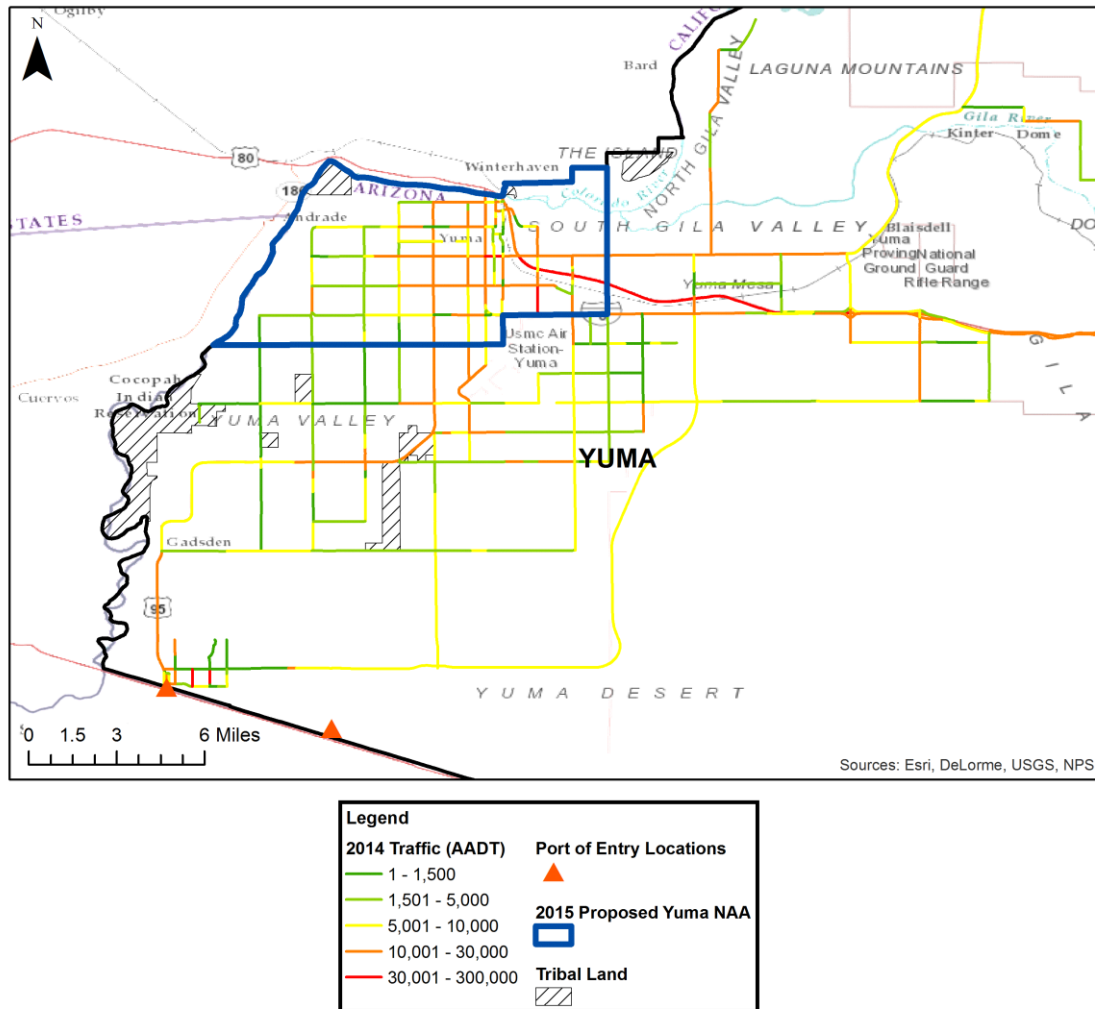 Ogilby
N
CALIFO
Bard
LAGUNA MOUNTAINS
NORTH GILA VALLEY
Gila River
Kinter Dome
80
Winterhaven
THE ISLAND
186
ARIZONA
Colorado River
STATES
Andrade
SOUTH GILA VALLEY
DO
Yuma
Blaisdell
Yuma
Proving National
Ground Guard
Rifle Range
Yuma Mesa
8
Usmc Air
Station-
Yuma
GILA
Cocopah
Indian
Reservation
Cuervos
YUMA VALLEY
YUMA
Gadsden
95
YUMA DESERT
0 1.5 3 6 Miles
Sources: Esri, DeLorme, USGS, NPS
Legend
2014 Traffic (AADT)
1 - 1,500
1,501 - 5,000
5,001 - 10,000
10,001 - 30,000
30,001 - 300,000
Port of Entry Locations
2015 Proposed Yuma NAA
Tribal Land